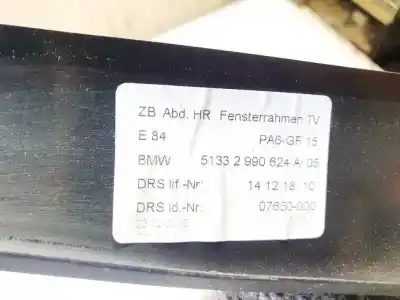 ZB Abd. HR Fensterrahmen TV
E 84 PA6-GF 15
BMW 5133 2 990 624 AI 05
DRS lif.-Nr: 14 12 18 10
DRS Id.-Nr: 07650-000